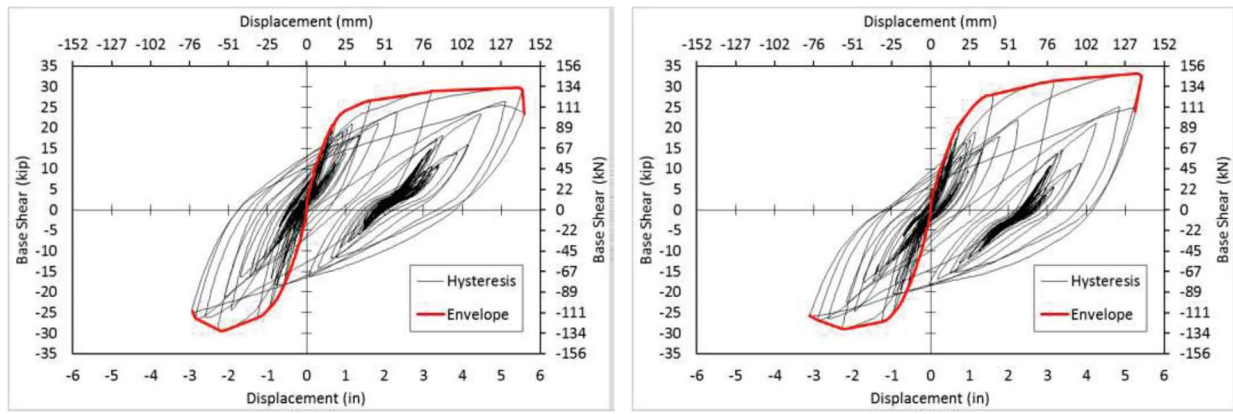 Displacement (mm)
-152 -127 -102 -76 -51 -25 0 25 51 76 102 127 152
35 156
30 134
25 111
20 89
15 67
10 45
5 22
0 0
-5 -22
-10 -45
-15 -67
-20 -89
-25 -111
-30 -134
-35 -156
Base Shear (kip)
Base Shear (kN)
Hysteresis
Envelope
-6 -5 -4 -3 -2 -1 0 1 2 3 4 5 6
Displacement (in)
Displacement (mm)
-152 -127 -102 -76 -51 -25 0 25 51 76 102 127 152
35 156
30 134
25 111
20 89
15 67
10 45
5 22
0 0
-5 -22
-10 -45
-15 -67
-20 -89
-25 -111
-30 -134
-35 -156
Base Shear (kip)
Base Shear (kN)
Hysteresis
Envelope
-6 -5 -4 -3 -2 -1 0 1 2 3 4 5 6
Displacement (in)